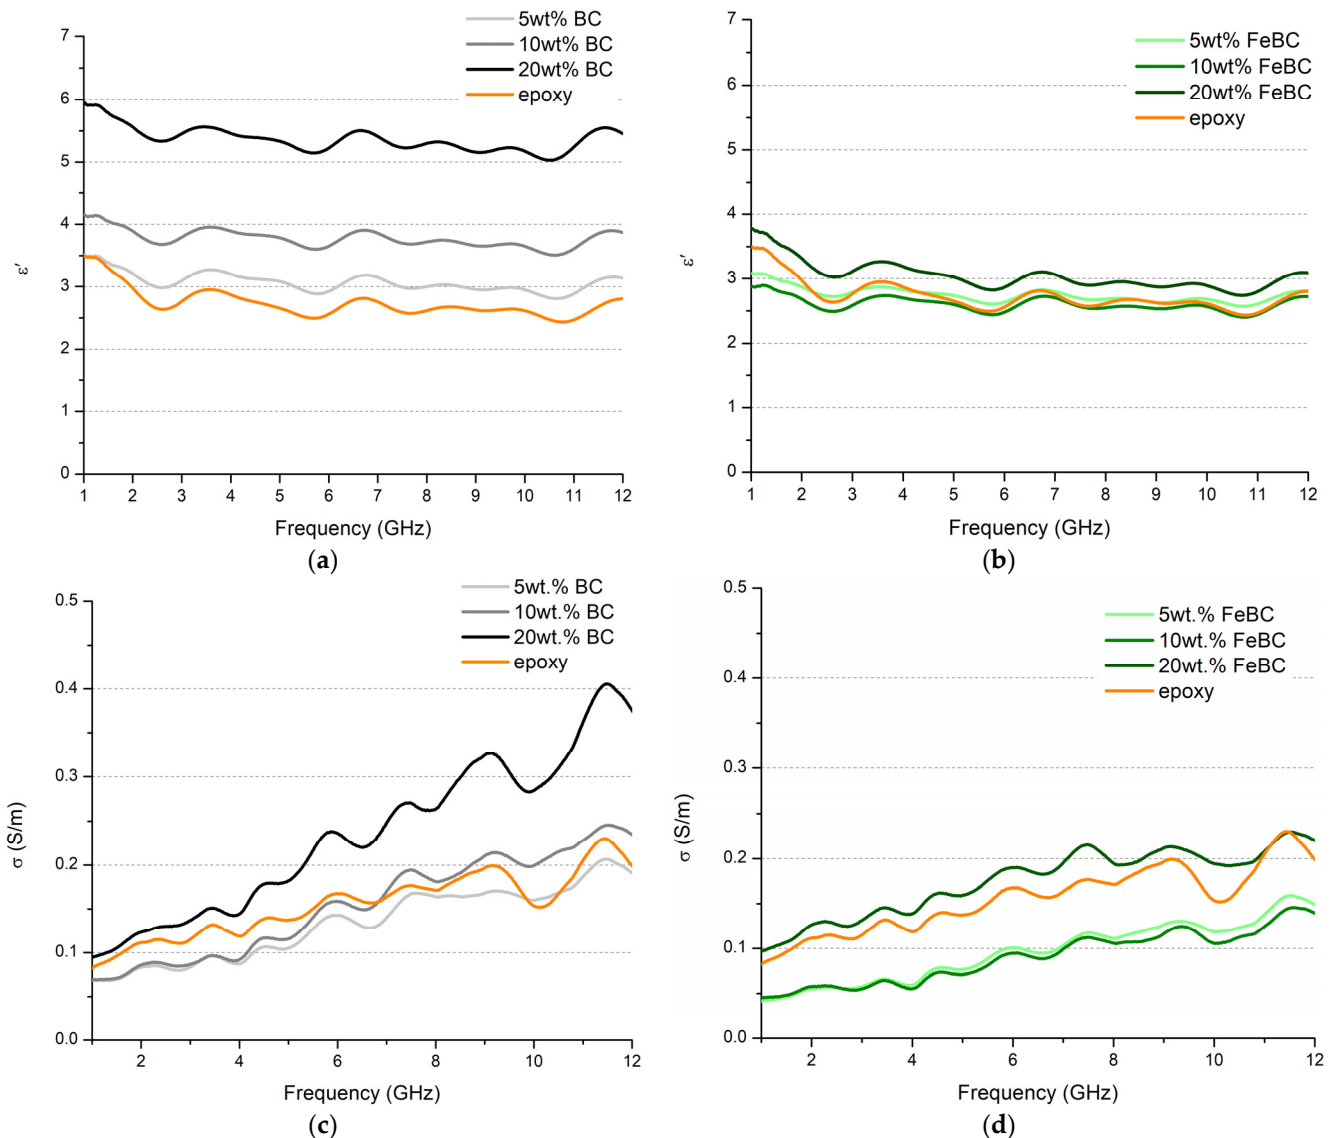 5wt% BC
10wt% BC
20wt% BC
epoxy
7
6
5
4
3
2
1
0
ε′
1 2 3 4 5 6 7 8 9 10 11 12
Frequency (GHz)
(a)
5wt% FeBC
10wt% FeBC
20wt% FeBC
epoxy
7
6
5
4
3
2
1
0
ε′
1 2 3 4 5 6 7 8 9 10 11 12
Frequency (GHz)
(b)
5wt.% BC
10wt.% BC
20wt.% BC
epoxy
0.5
0.4
0.3
0.2
0.1
0.0
σ (S/m)
2 4 6 8 10 12
Frequency (GHz)
(c)
5wt.% FeBC
10wt.% FeBC
20wt.% FeBC
epoxy
0.5
0.4
0.3
0.2
0.1
0.0
σ (S/m)
2 4 6 8 10 12
Frequency (GHz)
(d)